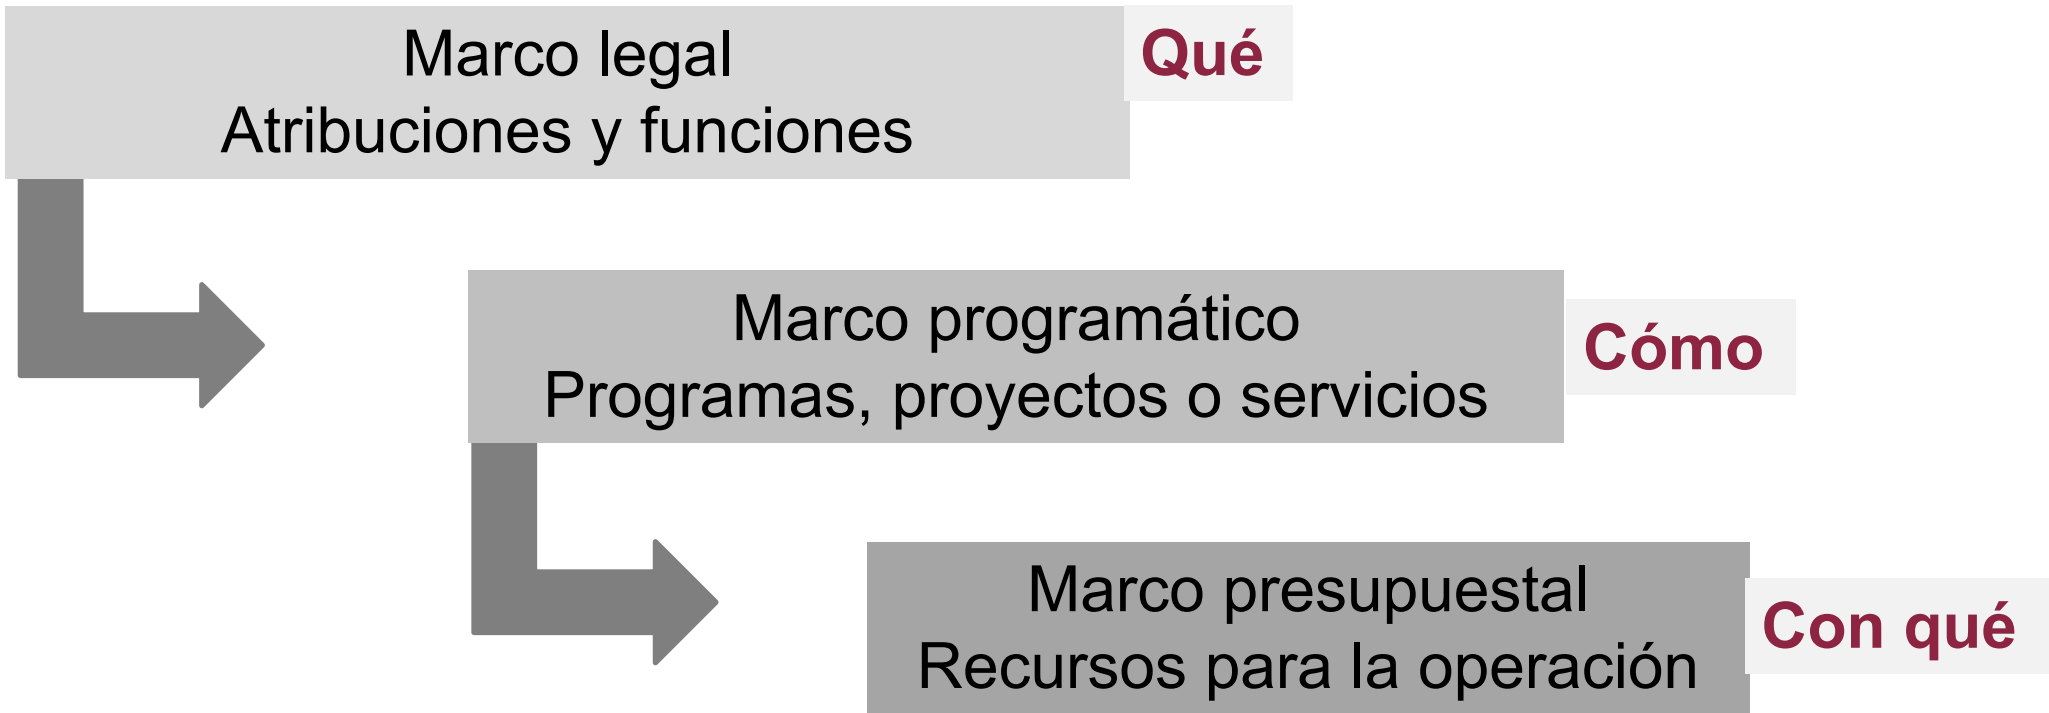 Marco legal
Atribuciones y funciones
Qué
Marco programático
Programas, proyectos o servicios
Cómo
Marco presupuestal
Recursos para la operación
Con qué